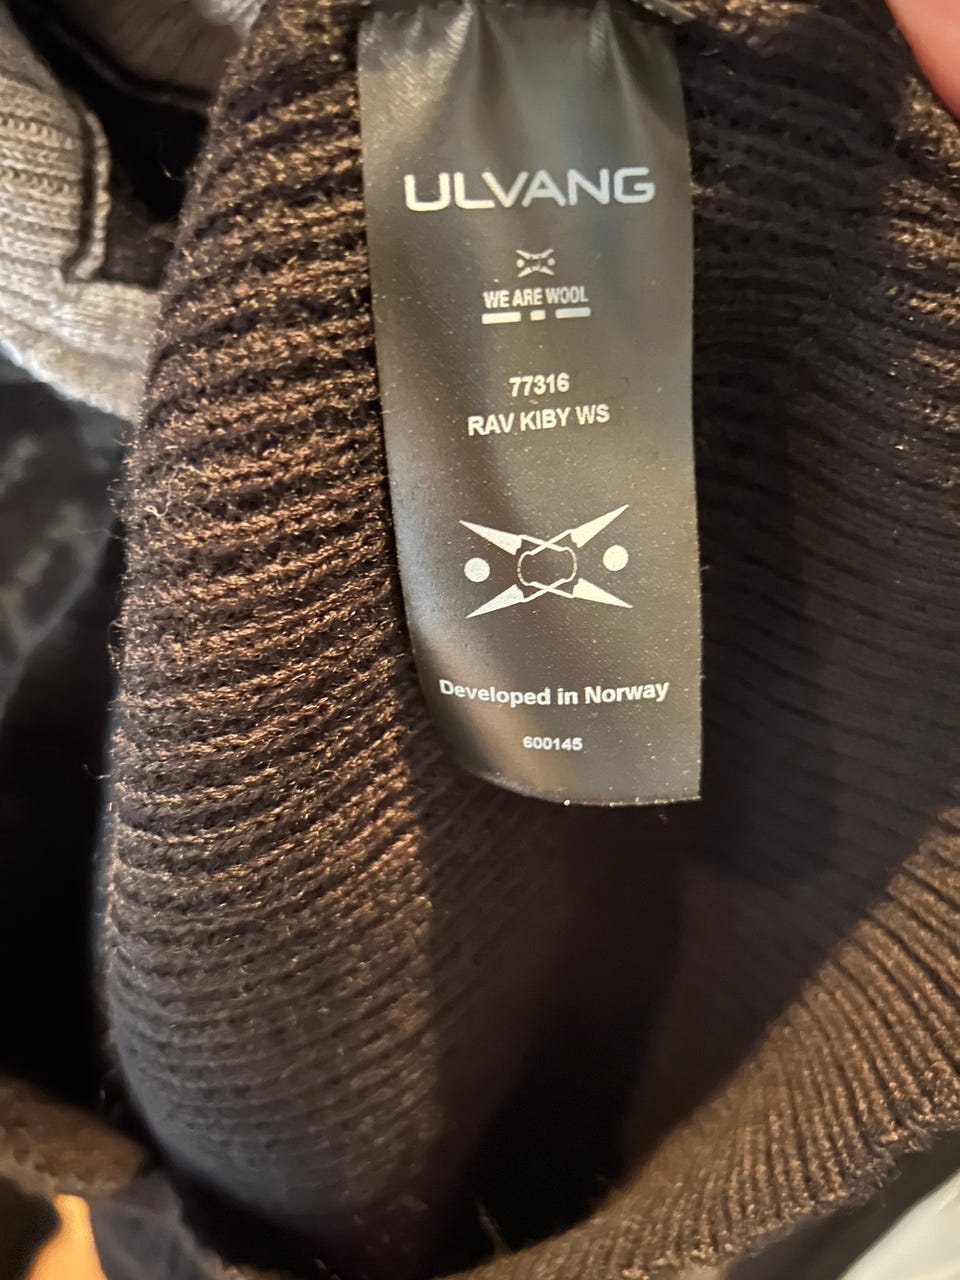 ULVANG
WE ARE WOOL
77316
RAV KIBY WS
Developed in Norway
600145